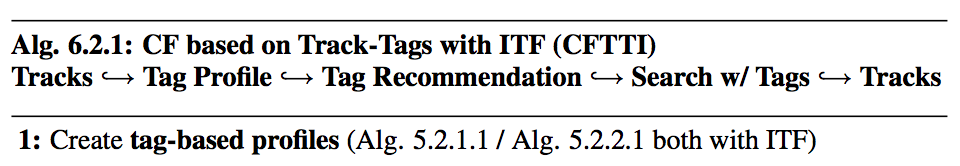 Alg. 6.2.1: CF based on Track-Tags with ITF (CFTTI)
Tracks ↪ Tag Profile ↪ Tag Recommendation ↪ Search w/ Tags ↪ Tracks
1: Create tag-based profiles (Alg. 5.2.1.1 / Alg. 5.2.2.1 both with ITF)